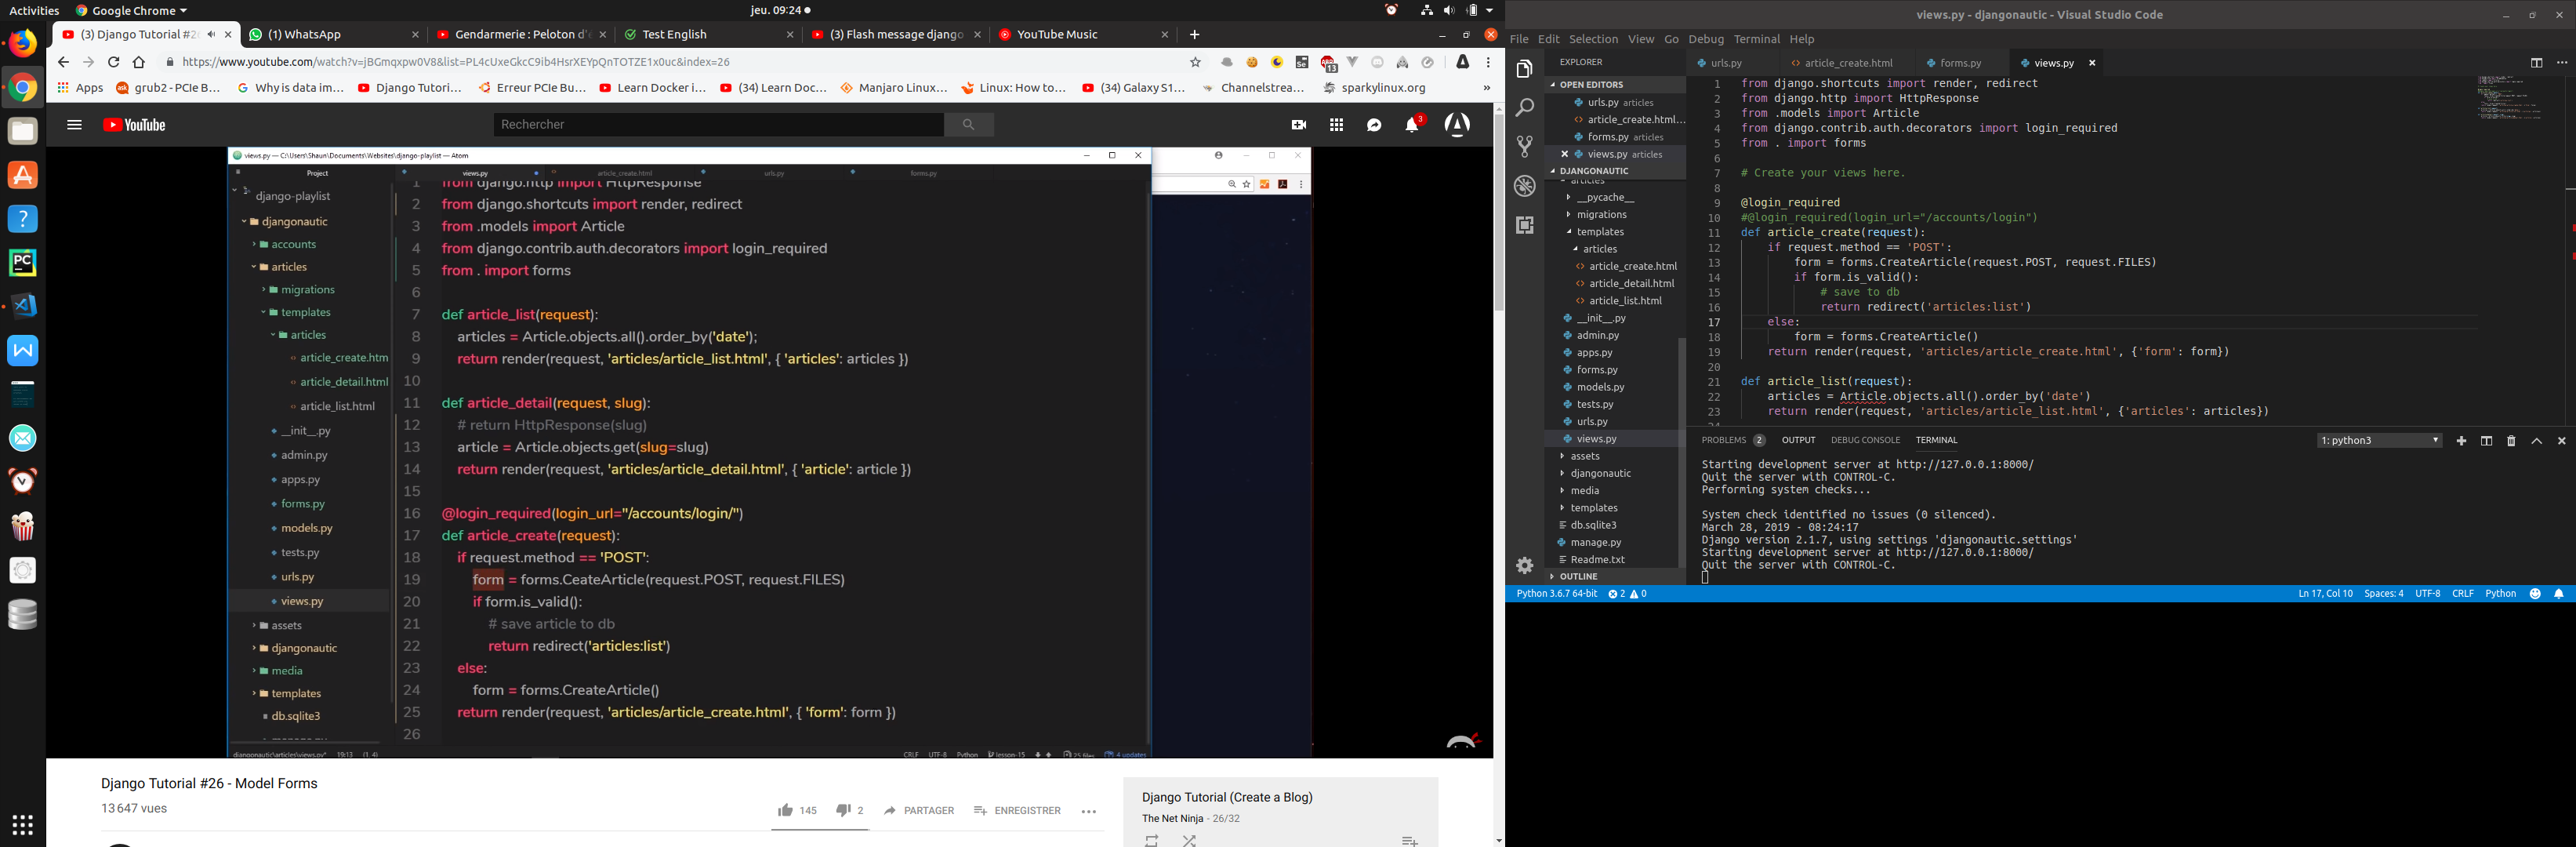 Activities
Google Chrome
jeu. 09:24
(3) Django Tutorial #2
(1) WhatsApp
Gendarmerie : Peloton d'
Test English
(3) Flash message django
YouTube Music
https://www.youtube.com/watch?v=jBGmqxpw0V8&list=PL4cUxeGkcC9ib4HsrXEYpQnTOTZE1x0uc&index=26
13
Apps
grub2 - PCIe B...
Why is data im...
Django Tutori...
Erreur PCIe Bu...
Learn Docker i...
(34) Learn Doc...
Manjaro Linux...
Linux: How to...
(34) Galaxy S1...
Channelstrea...
sparkylinux.org
»
YouTube
Rechercher
3
views.py — C:\Users\Shaun\Documents\Websites\django-playlist — Atom
Project
views.py
article_create.html
urls.py
forms.py
django-playlist
djangonautic
accounts
articles
migrations
templates
articles
article_create.htm
article_detail.html
article_list.html
__init__.py
admin.py
apps.py
forms.py
models.py
tests.py
urls.py
views.py
assets
djangonautic
media
templates
db.sqlite3
1 from django.http import HttpResponse
2 from django.shortcuts import render, redirect
3 from .models import Article
4 from django.contrib.auth.decorators import login_required
5 from . import forms
6
7 def article_list(request):
8 articles = Article.objects.all().order_by('date');
9 return render(request, 'articles/article_list.html', { 'articles': articles })
10
11 def article_detail(request, slug):
12 # return HttpResponse(slug)
13 article = Article.objects.get(slug=slug)
14 return render(request, 'articles/article_detail.html', { 'article': article })
15
16 @login_required(login_url="/accounts/login/")
17 def article_create(request):
18 if request.method == 'POST':
19 form = forms.CeateArticle(request.POST, request.FILES)
20 if form.is_valid():
21 # save article to db
22 return redirect('articles:list')
23 else:
24 form = forms.CreateArticle()
25 return render(request, 'articles/article_create.html', { 'form': form })
26
djangonautic\articles\views.py* 19:13 (1, 4)
CRLF UTF-8 Python lesson-15 25 files 4 updates
Django Tutorial #26 - Model Forms
13 647 vues
145
2
PARTAGER
ENREGISTRER
Django Tutorial (Create a Blog)
The Net Ninja - 26/32
views.py - djangonautic - Visual Studio Code
File Edit Selection View Go Debug Terminal Help
EXPLORER
OPEN EDITORS
urls.py articles
article_create.html...
forms.py articles
views.py articles
DJANGONAUTIC
articles
__pycache__
migrations
templates
articles
article_create.html
article_detail.html
article_list.html
__init__.py
admin.py
apps.py
forms.py
models.py
tests.py
urls.py
views.py
assets
djangonautic
media
templates
db.sqlite3
manage.py
Readme.txt
OUTLINE
urls.py
article_create.html
forms.py
views.py
1 from django.shortcuts import render, redirect
2 from django.http import HttpResponse
3 from .models import Article
4 from django.contrib.auth.decorators import login_required
5 from . import forms
6
7 # Create your views here.
8
9 @login_required
10 #@login_required(login_url="/accounts/login")
11 def article_create(request):
12 if request.method == 'POST':
13 form = forms.CreateArticle(request.POST, request.FILES)
14 if form.is_valid():
15 # save to db
16 return redirect('articles:list')
17 else:
18 form = forms.CreateArticle()
19 return render(request, 'articles/article_create.html', {'form': form})
20
21 def article_list(request):
22 articles = Article.objects.all().order_by('date')
23 return render(request, 'articles/article_list.html', {'articles': articles})
PROBLEMS 2 OUTPUT DEBUG CONSOLE TERMINAL
1: python3
Starting development server at http://127.0.0.1:8000/
Quit the server with CONTROL-C.
Performing system checks...
System check identified no issues (0 silenced).
March 28, 2019 - 08:24:17
Django version 2.1.7, using settings 'djangonautic.settings'
Starting development server at http://127.0.0.1:8000/
Quit the server with CONTROL-C.
Python 3.6.7 64-bit
2
0
Ln 17, Col 10 Spaces: 4 UTF-8 CRLF Python